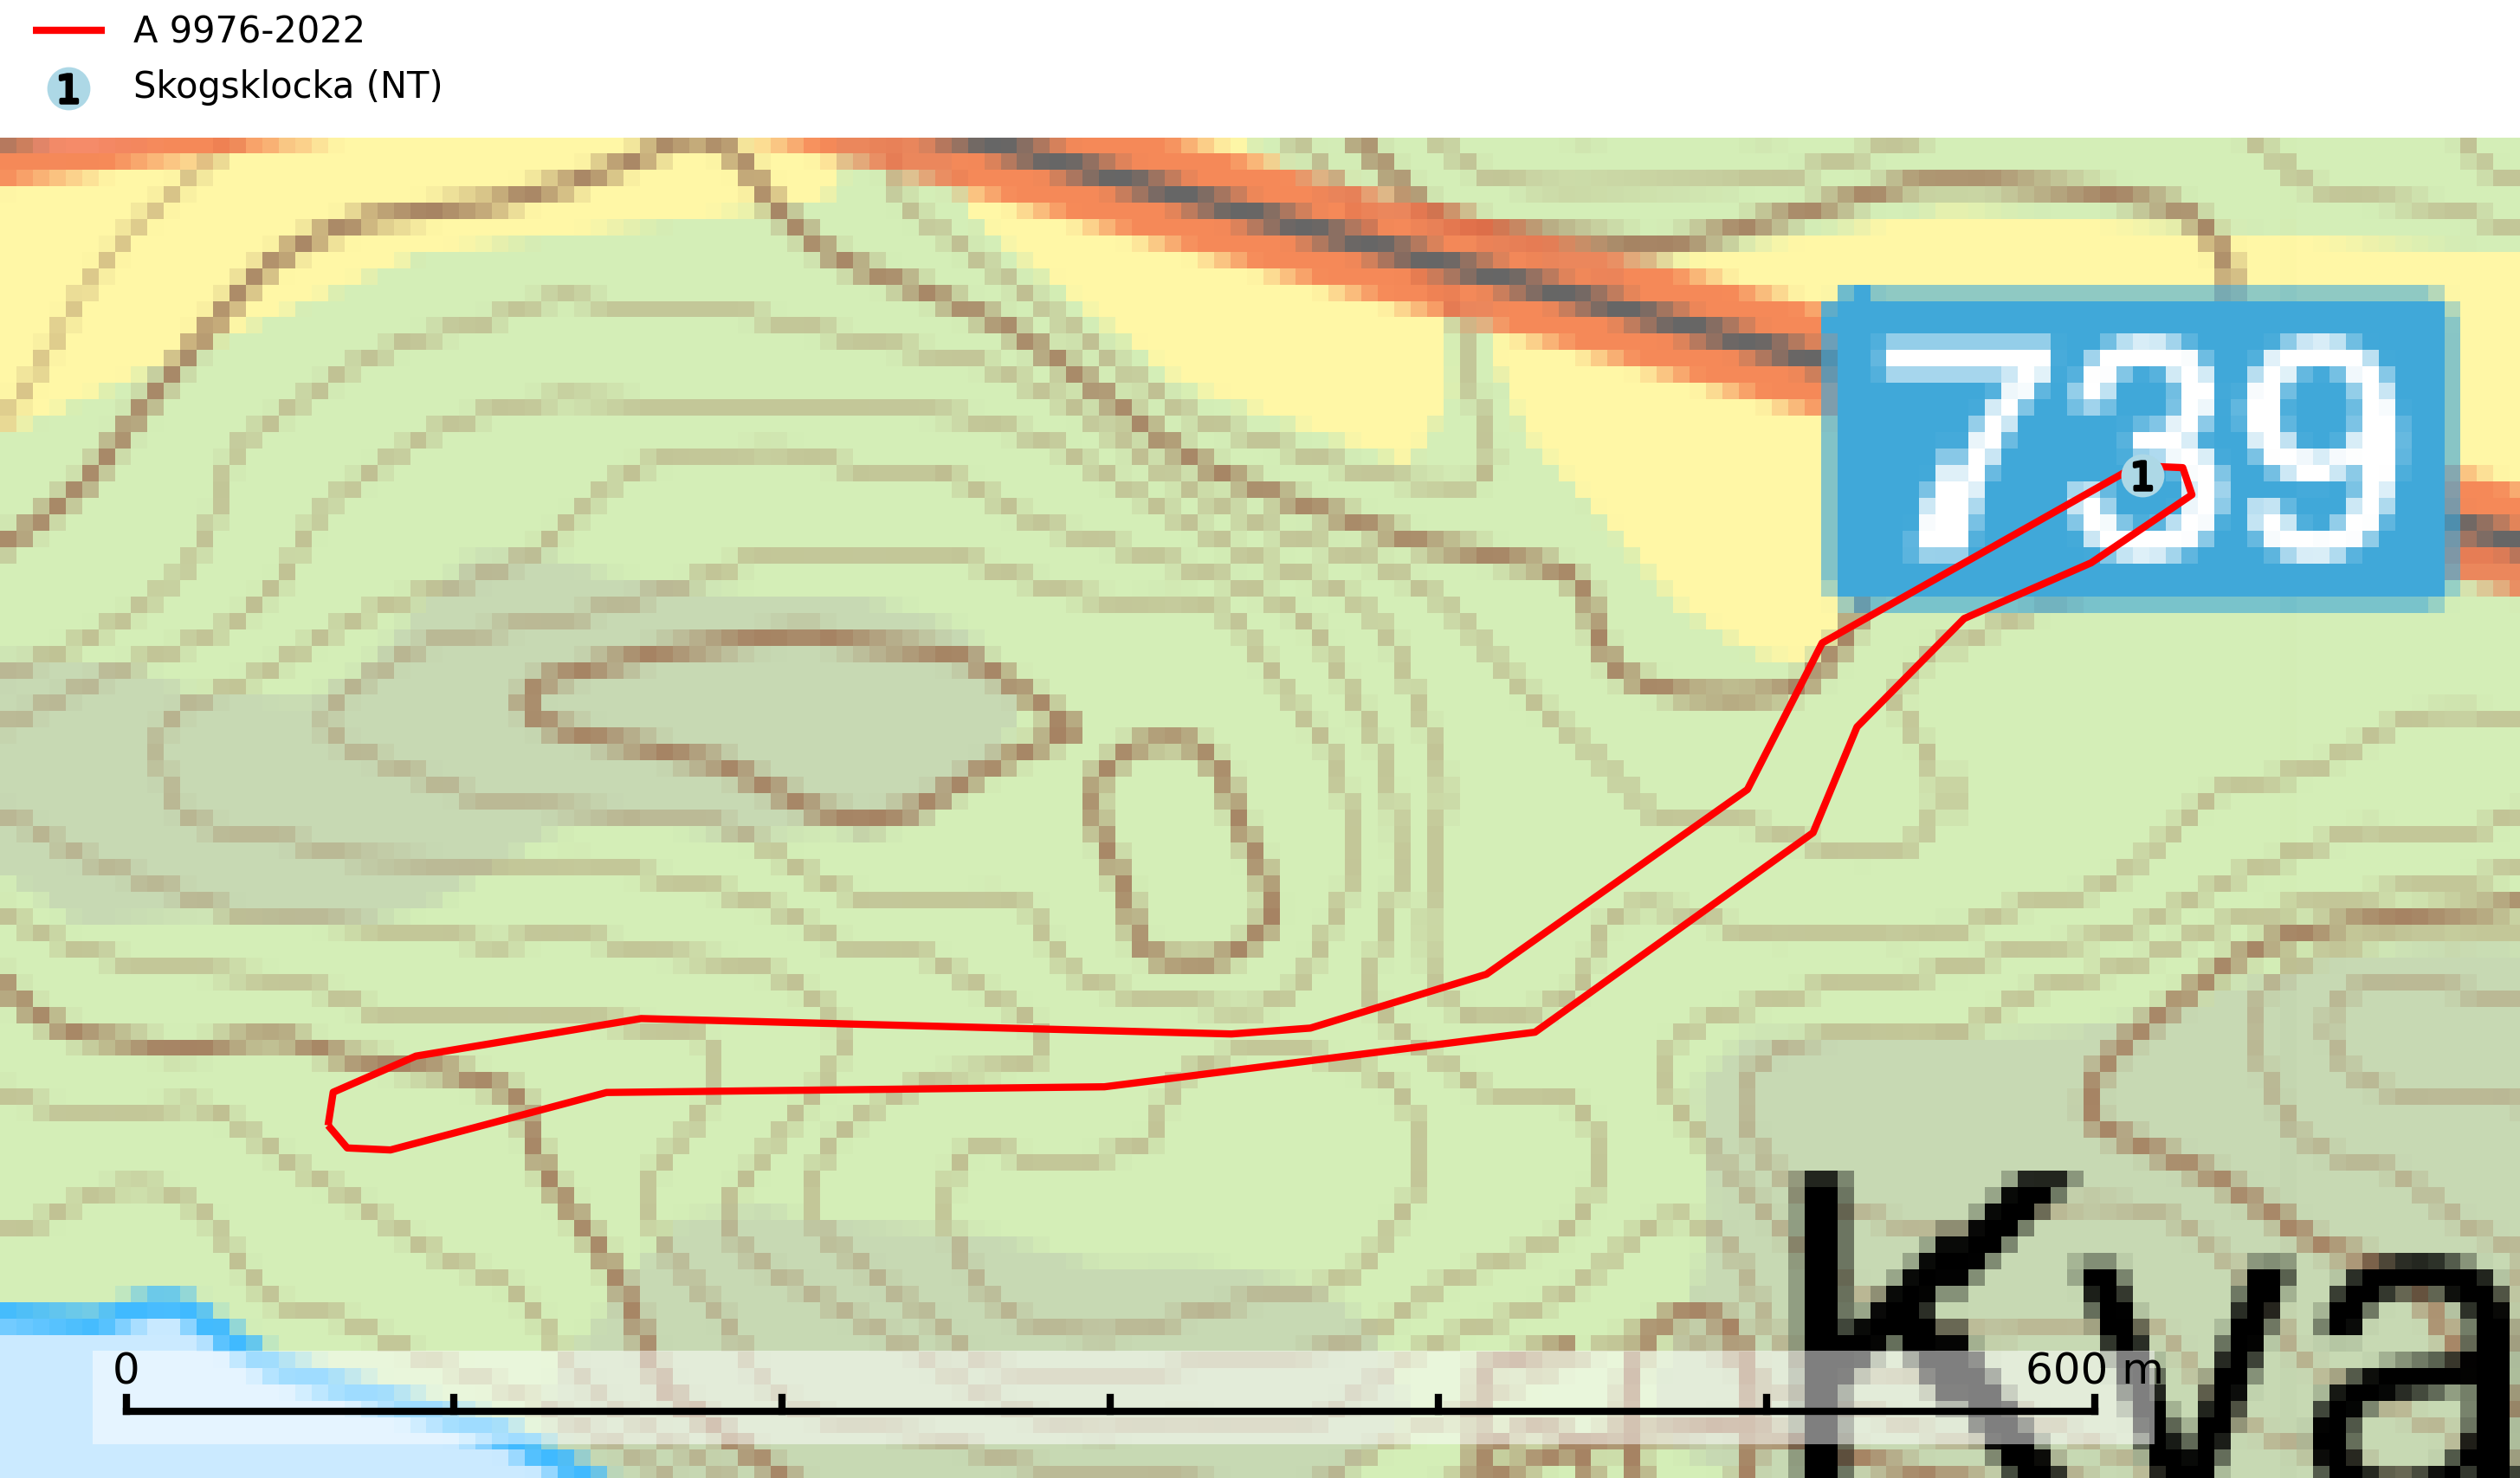 A 9976-2022
1 Skogsklocka (NT)
739
1
Kva
0 600 m